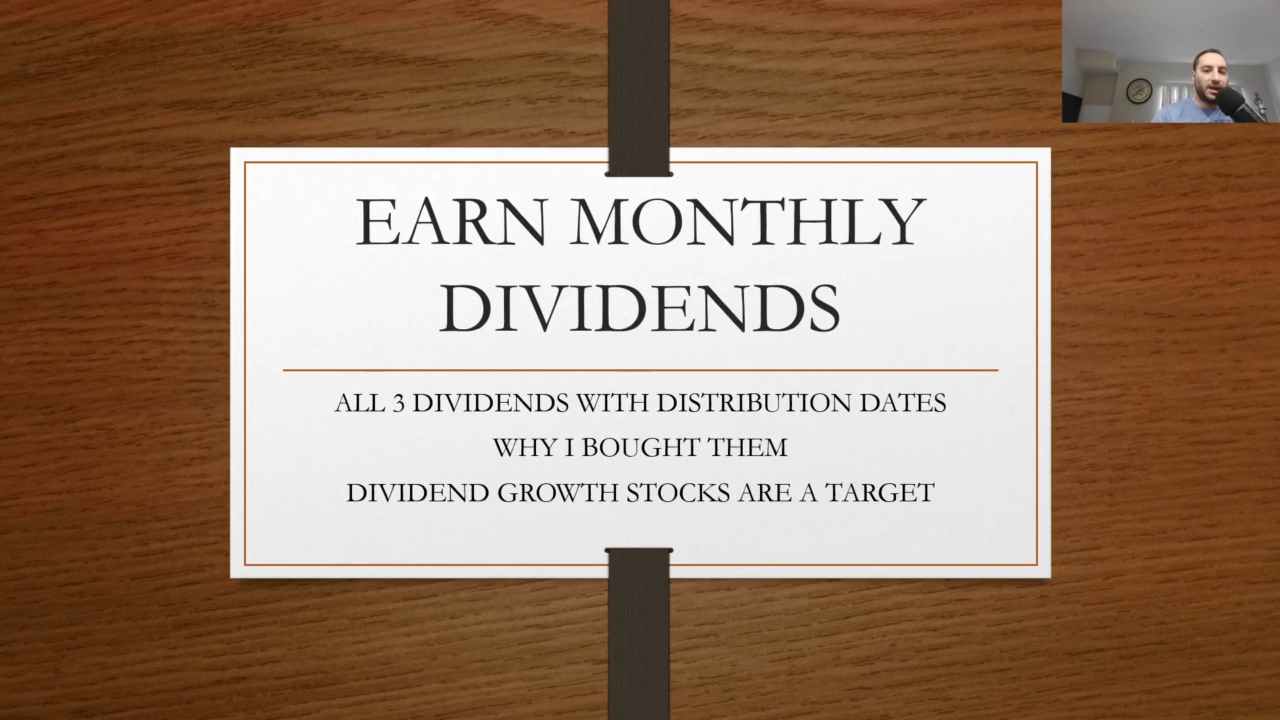 EARN MONTHLY
DIVIDENDS
ALL 3 DIVIDENDS WITH DISTRIBUTION DATES
WHY I BOUGHT THEM
DIVIDEND GROWTH STOCKS ARE A TARGET